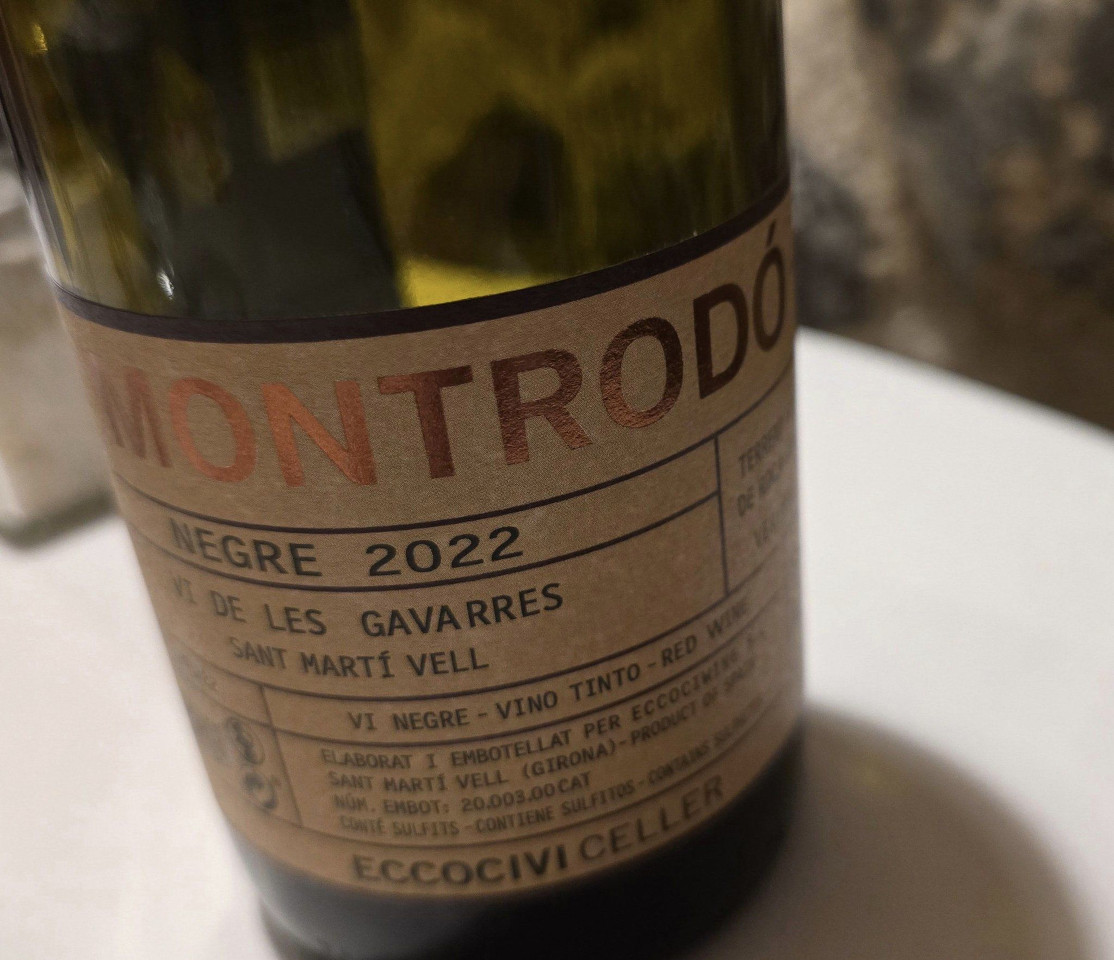 MONTRODÓ
NEGRE 2022
VI DE LES GAVARRES
SANT MARTÍ VELL
VI NEGRE - VINO TINTO - RED WINE
ELABORAT I EMBOTELLAT PER ECCOCIWINE
SANT MARTÍ VELL (GIRONA) - PRODUCT OF SPAIN
NÚM. EMBOT: 20.003.00CAT
CONTÉ SULFITS - CONTIENE SULFITOS - CONTAINS SULPHITES
ECCOCIVI CELLER